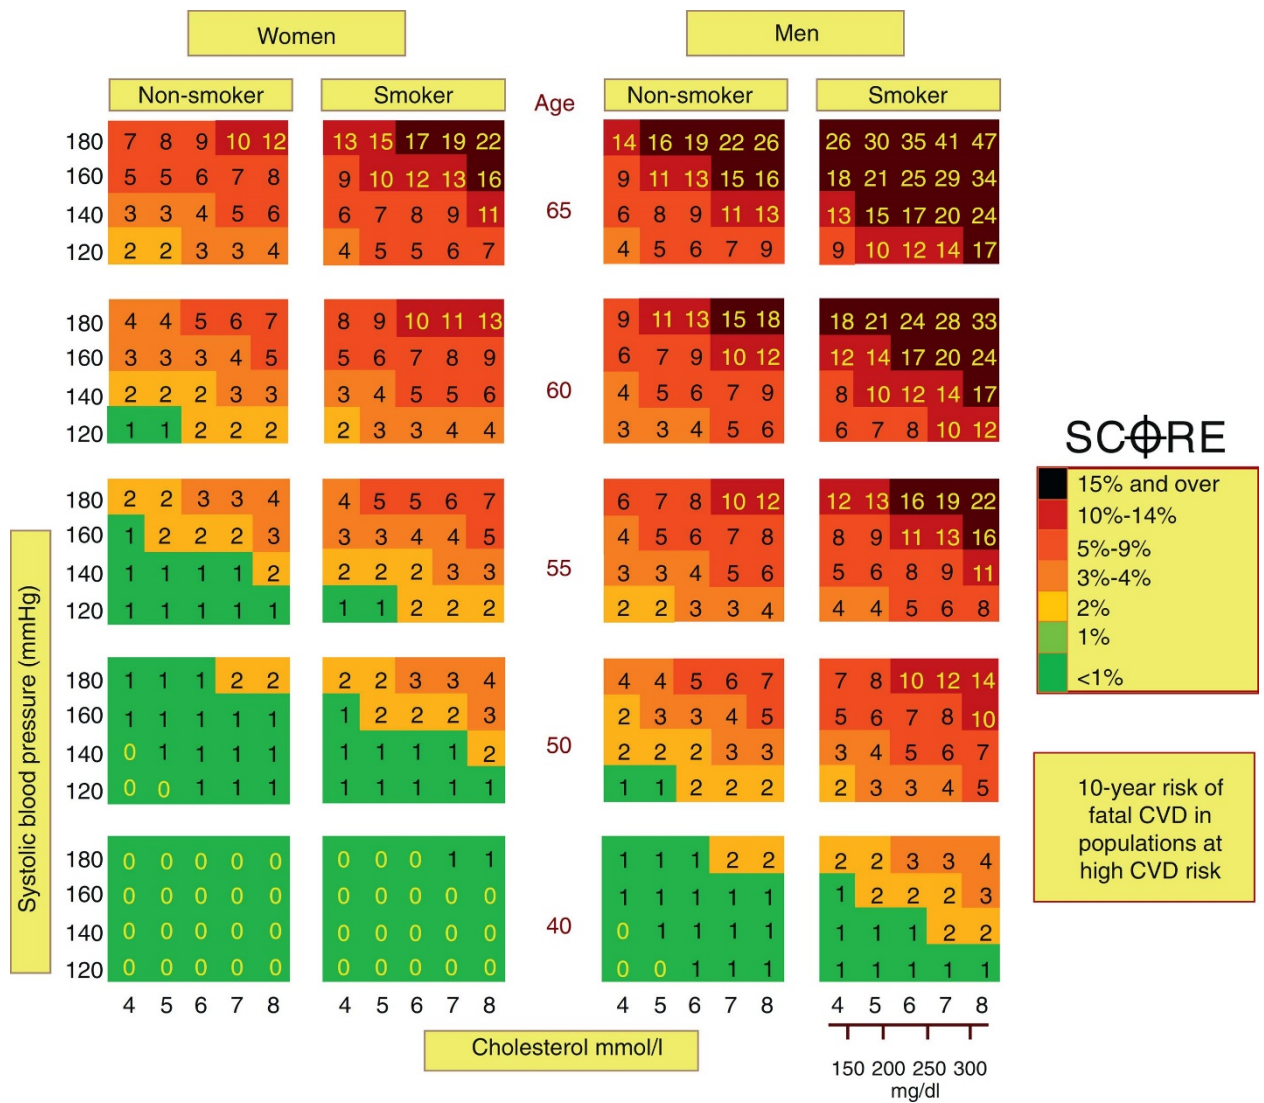 Women Men
Non-smoker Smoker Age Non-smoker Smoker
180 7 8 9 10 12 13 15 17 19 22 14 16 19 22 26 26 30 35 41 47
160 5 5 6 7 8 9 10 12 13 16 9 11 13 15 16 18 21 25 29 34
140 3 3 4 5 6 6 7 8 9 11 65 6 8 9 11 13 13 15 17 20 24
120 2 2 3 3 4 4 5 5 6 7 4 5 6 7 9 9 10 12 14 17
180 4 4 5 6 7 8 9 10 11 13 9 11 13 15 18 18 21 24 28 33
160 3 3 3 4 5 5 6 7 8 9 6 7 9 10 12 12 14 17 20 24
140 2 2 2 3 3 3 4 5 5 6 60 4 5 6 7 9 8 10 12 14 17
120 1 1 2 2 2 2 3 3 4 4 3 3 4 5 6 6 7 8 10 12
180 2 2 3 3 4 4 5 5 6 7 6 7 8 10 12 12 13 16 19 22
160 1 2 2 2 3 3 3 4 4 5 4 5 6 7 8 8 9 11 13 16
140 1 1 1 1 2 2 2 2 3 3 55 3 3 4 5 6 5 6 8 9 11
120 1 1 1 1 1 1 1 2 2 2 2 2 3 3 4 4 4 5 6 8
180 1 1 1 2 2 2 2 3 3 4 4 4 5 6 7 7 8 10 12 14
160 1 1 1 1 1 1 2 2 2 3 2 3 3 4 5 5 6 7 8 10
140 0 1 1 1 1 1 1 1 1 2 50 2 2 2 3 3 3 4 5 6 7
120 0 0 1 1 1 1 1 1 1 1 1 1 2 2 2 2 3 3 4 5
180 0 0 0 0 0 0 0 0 1 1 1 1 1 2 2 2 2 3 3 4
160 0 0 0 0 0 0 0 0 0 0 1 1 1 1 1 1 2 2 2 3
140 0 0 0 0 0 0 0 0 0 0 40 0 1 1 1 1 1 1 1 2 2
120 0 0 0 0 0 0 0 0 0 0 0 0 1 1 1 1 1 1 1 1
4 5 6 7 8 4 5 6 7 8 4 5 6 7 8 4 5 6 7 8
Systolic blood pressure (mmHg)
Cholesterol mmol/l
150 200 250 300
mg/dl
SCORE
15% and over
10%-14%
5%-9%
3%-4%
2%
1%
<1%
10-year risk of
fatal CVD in
populations at
high CVD risk